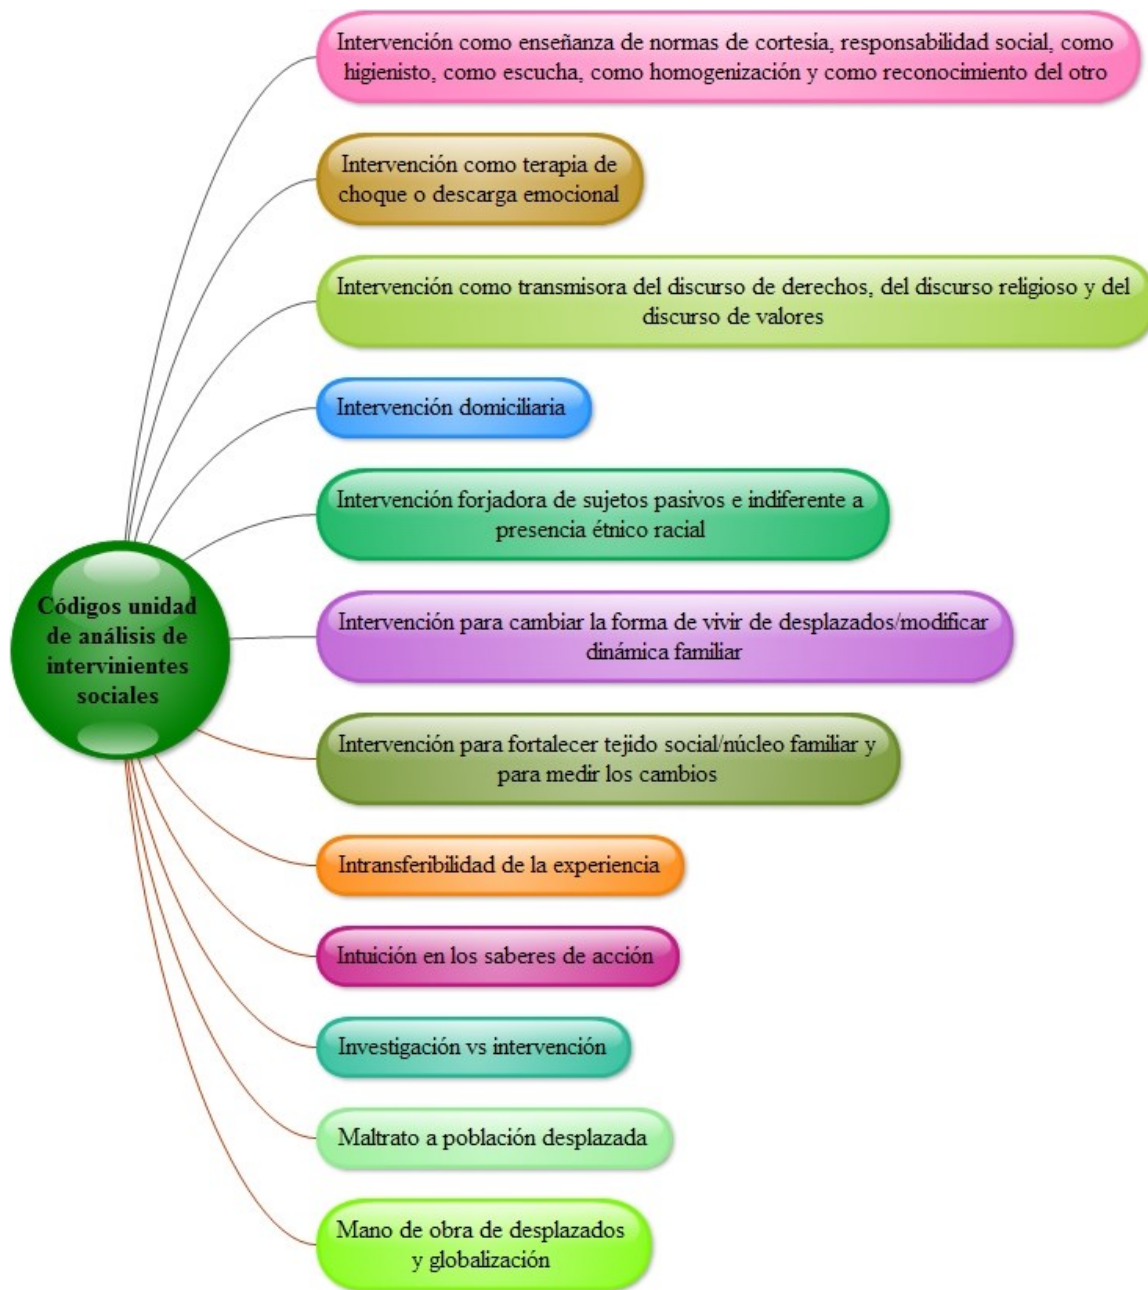 Intervención como enseñanza de normas de cortesía, responsabilidad social, como
higienisto, como escucha, como homogenización y como reconocimiento del otro
Intervención como terapia de
choque o descarga emocional
Intervención como transmisora del discurso de derechos, del discurso religioso y del
discurso de valores
Intervención domiciliaria
Intervención forjadora de sujetos pasivos e indiferente a
presencia étnico racial
Códigos unidad
de análisis de
intervinientes
sociales
Intervención para cambiar la forma de vivir de desplazados/modificar
dinámica familiar
Intervención para fortalecer tejido social/núcleo familiar y
para medir los cambios
Intransferibilidad de la experiencia
Intuición en los saberes de acción
Investigación vs intervención
Maltrato a población desplazada
Mano de obra de desplazados
y globalización